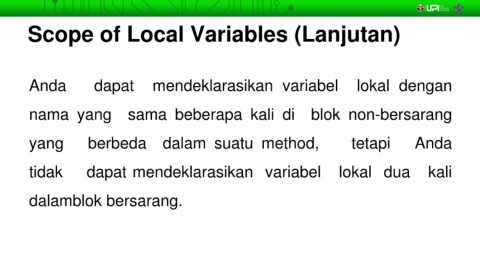 UPI
Scope of Local Variables (Lanjutan)
Anda dapat mendeklarasikan variabel lokal dengan
nama yang sama beberapa kali di blok non-bersarang
yang berbeda dalam suatu method, tetapi Anda
tidak dapat mendeklarasikan variabel lokal dua kali
dalamblok bersarang.